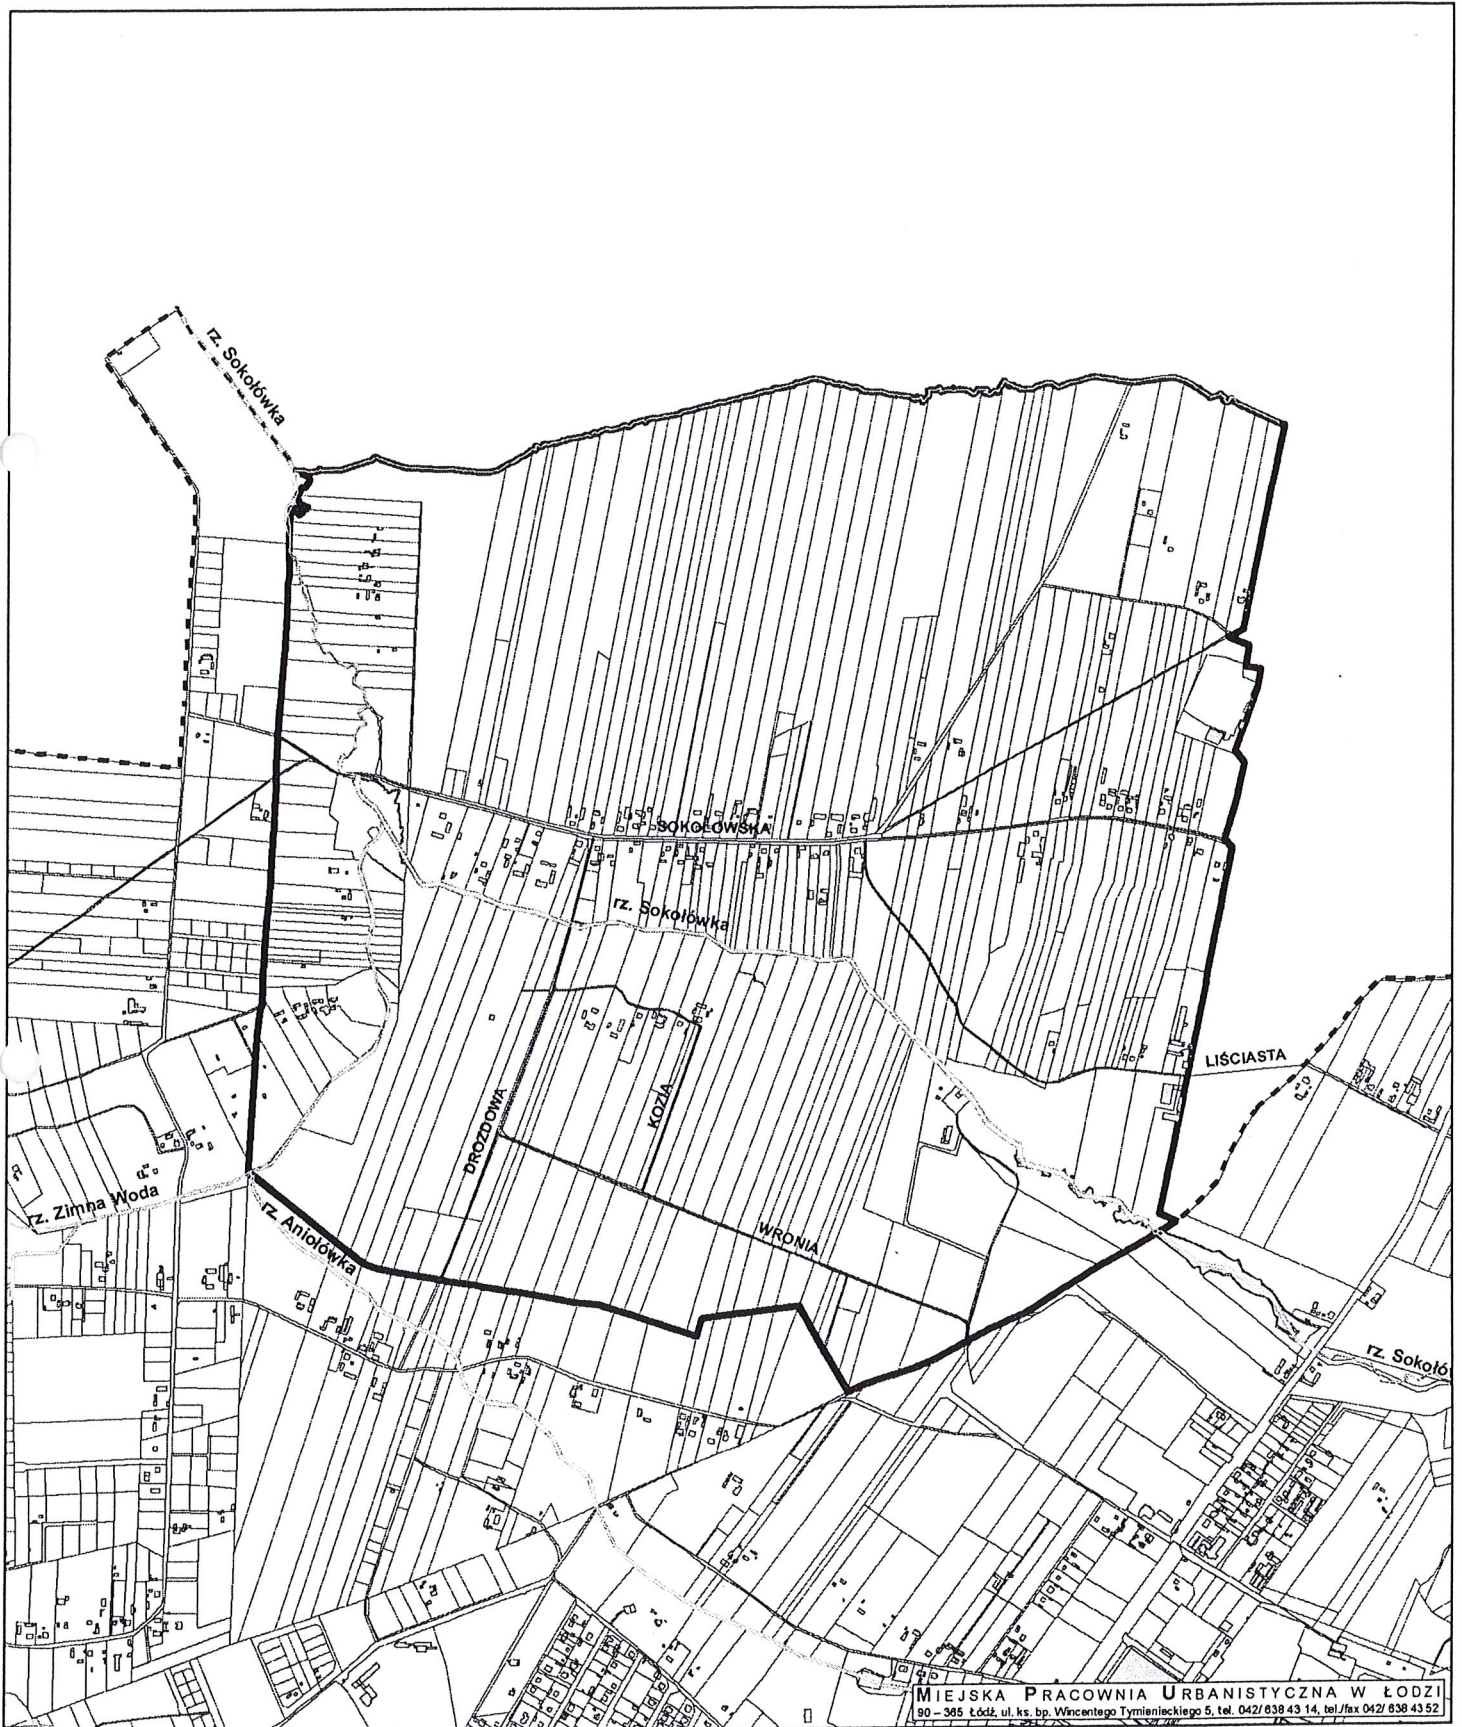 rz. Sokołówka
SOKOŁOWSKA
rz. Sokołówka
LIŚCIASTA
DROZDOWA
KOZIA
rz. Zimna Woda
rz. Aniołówka
WRONIA
rz. Sokołów
MIEJSKA PRACOWNIA URBANISTYCZNA W ŁODZI
90 – 365 Łódź, ul. ks. bp. Wincentego Tymienieckiego 5, tel. 042/ 638 43 14, tel./fax 042/ 638 43 52